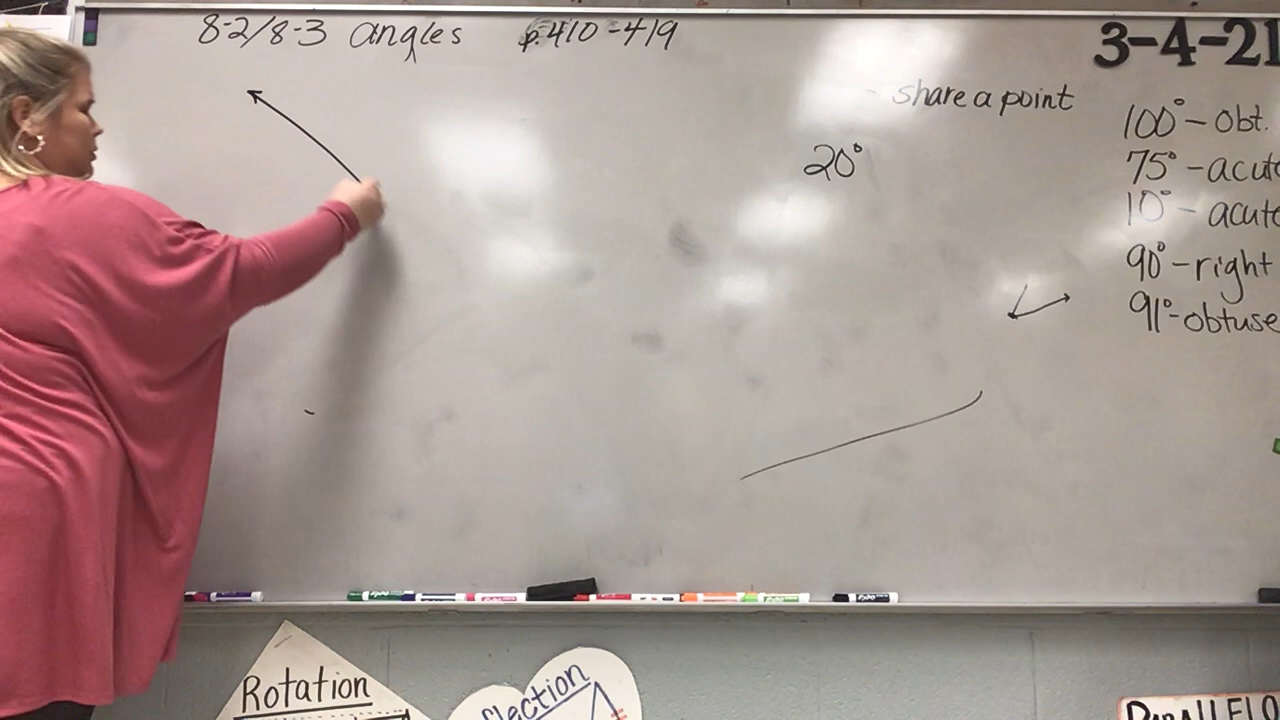 8-2/8-3 angles p.410-419
3-4-21
share a point
20°
100°- obt.
75° - acute
10° - acute
90° - right
91°- obtuse
Rotation
flection
PARALLELO